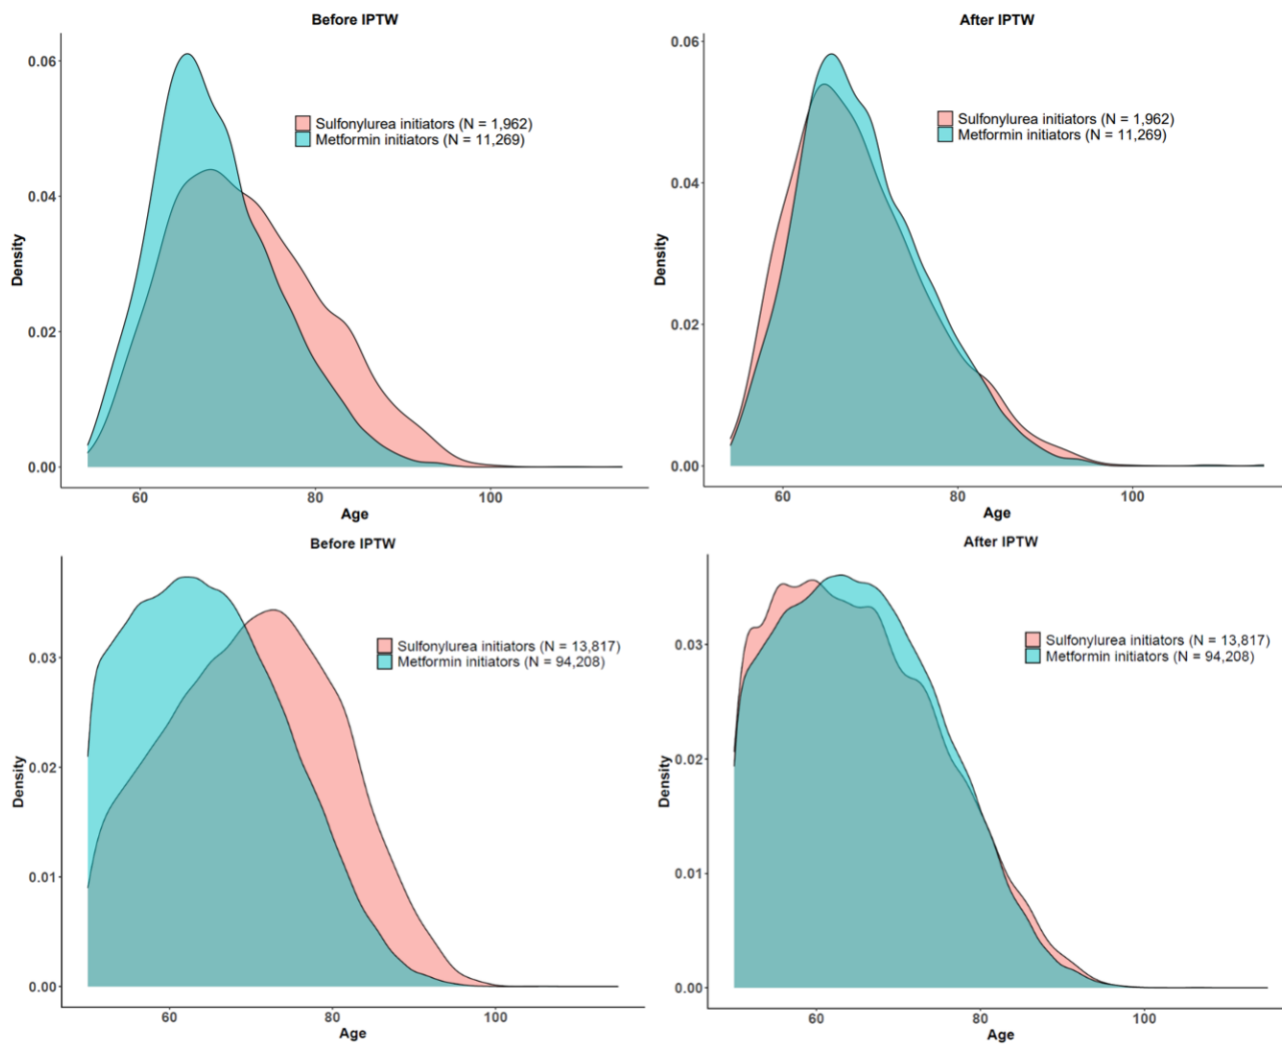 Before IPTW
0.06
0.04
0.02
0.00
Density
Sulfonylurea initiators (N = 1,962)
Metformin initiators (N = 11,269)
60
80
100
Age
After IPTW
0.06
0.04
0.02
0.00
Density
Sulfonylurea initiators (N = 1,962)
Metformin initiators (N = 11,269)
60
80
100
Age
Before IPTW
0.03
0.02
0.01
0.00
Density
Sulfonylurea initiators (N = 13,817)
Metformin initiators (N = 94,208)
60
80
100
Age
After IPTW
0.03
0.02
0.01
0.00
Density
Sulfonylurea initiators (N = 13,817)
Metformin initiators (N = 94,208)
60
80
100
Age